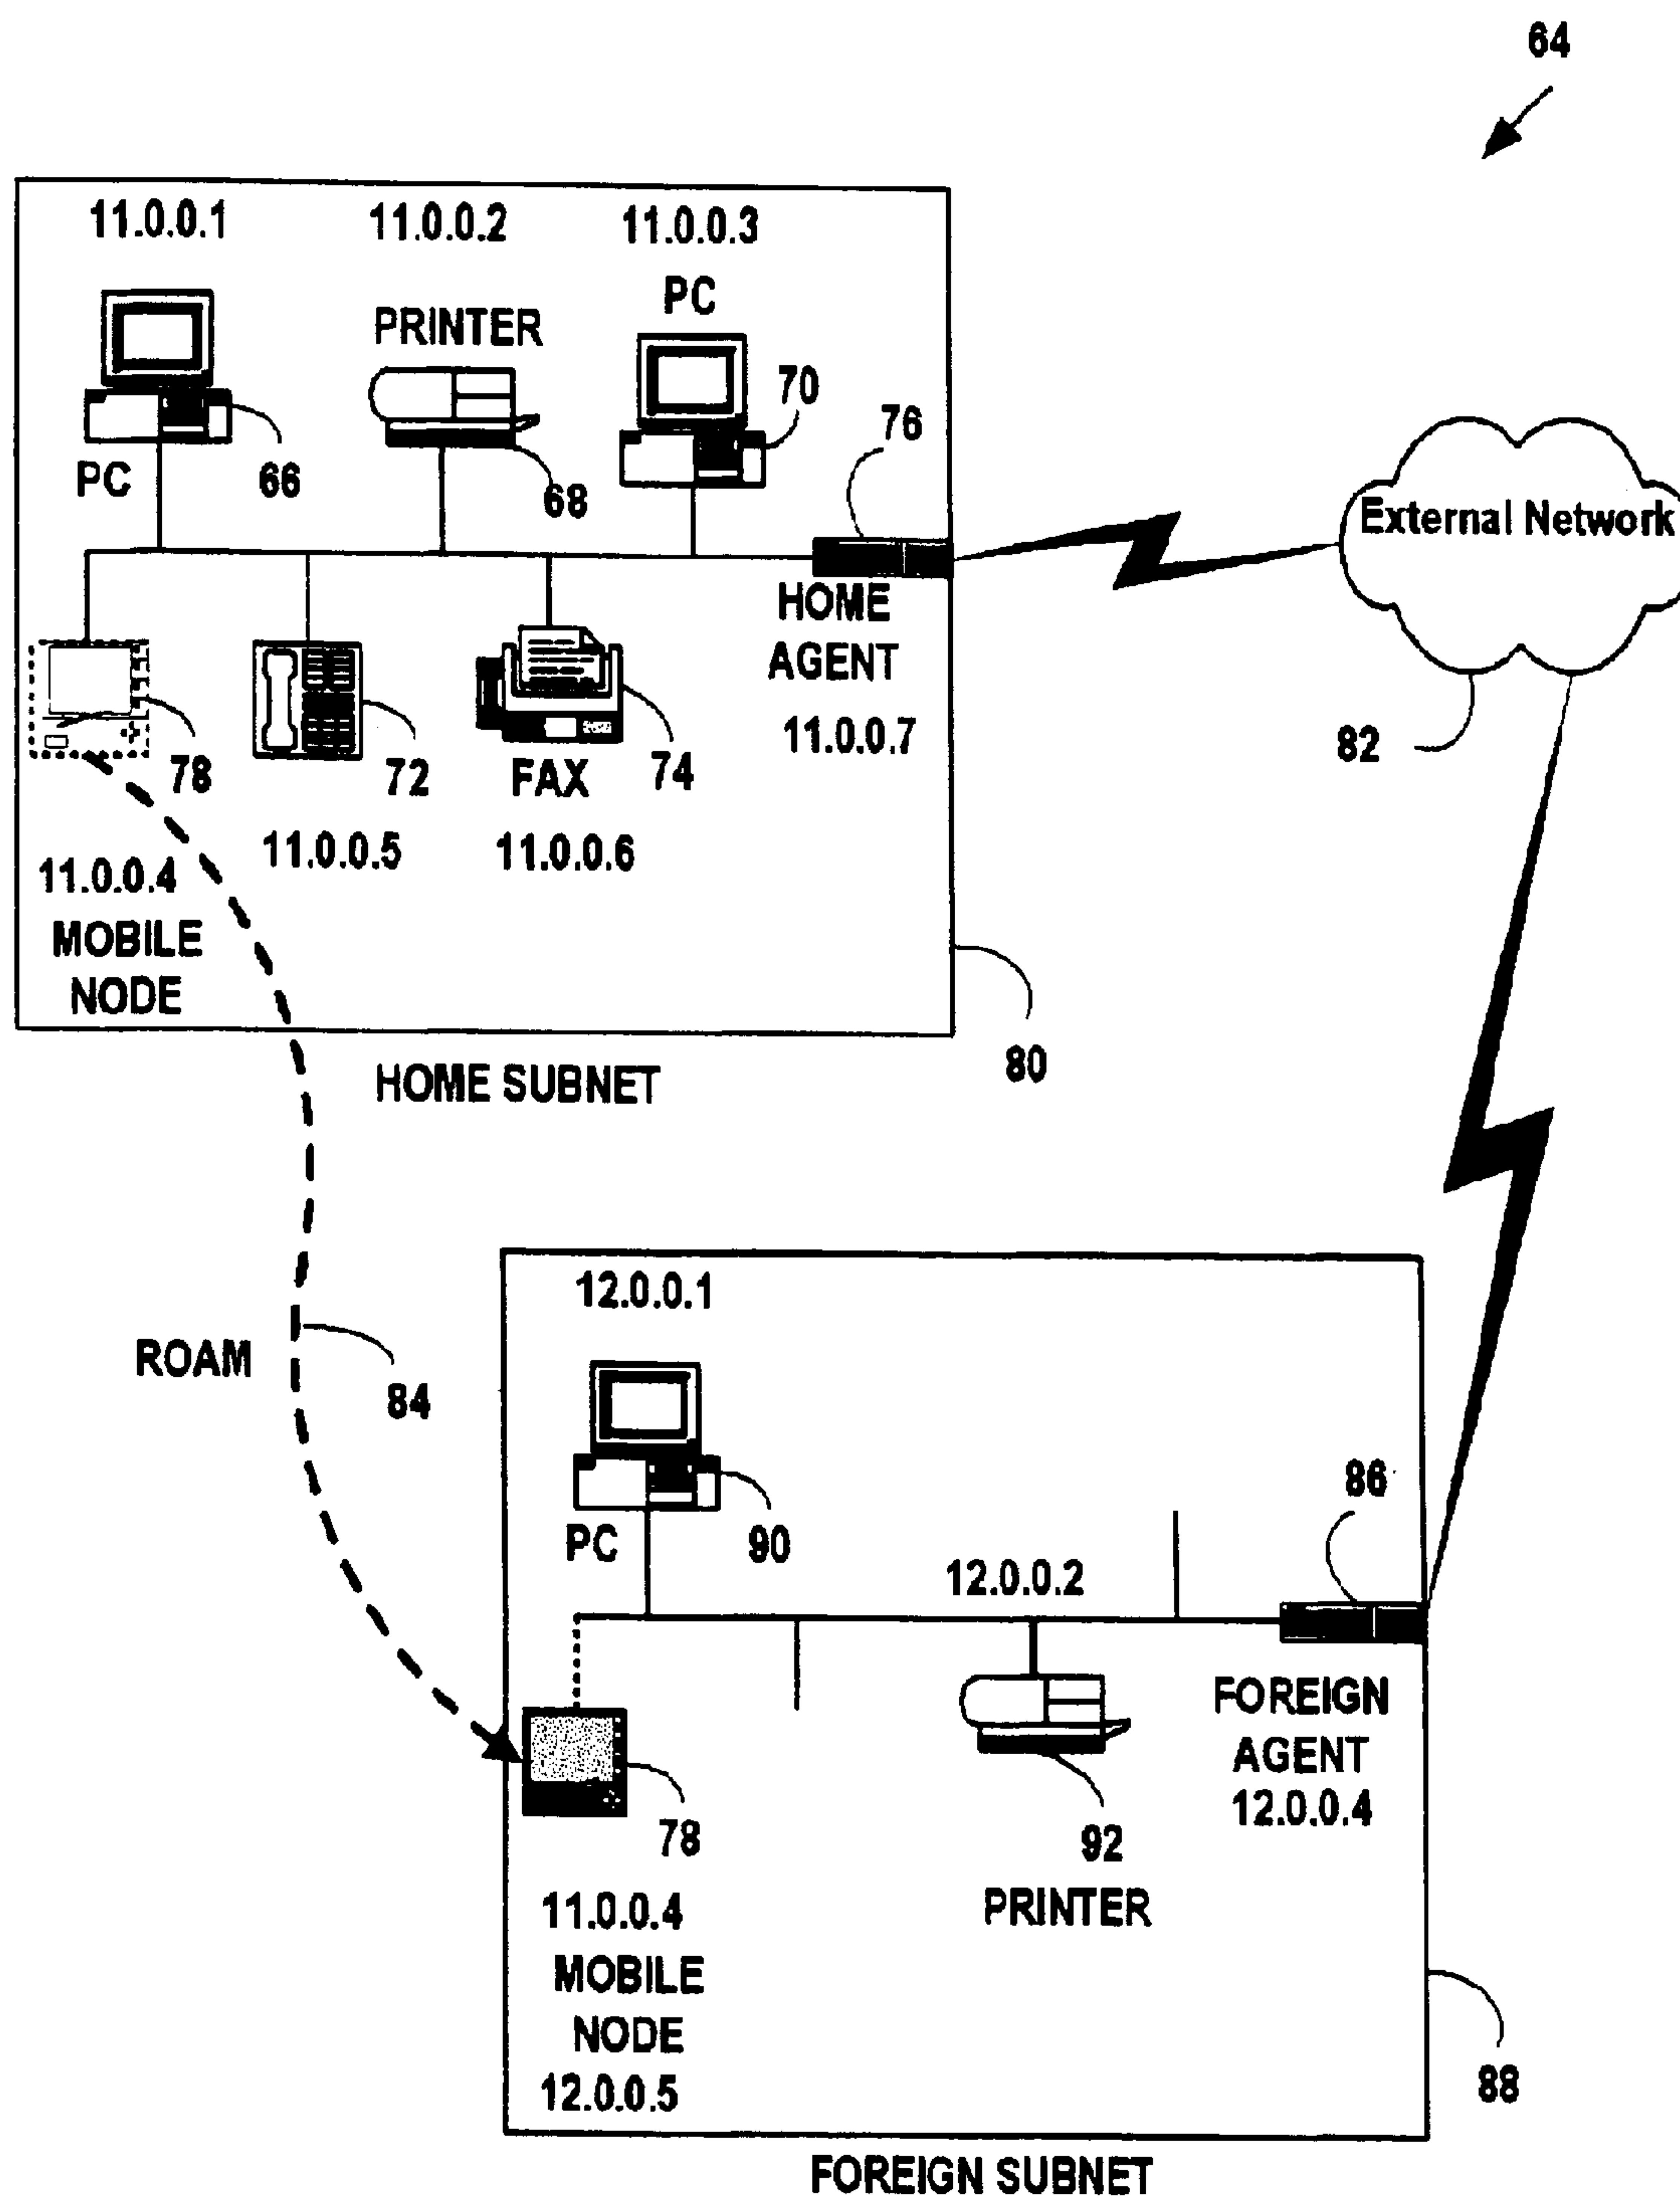 64
11.0.0.1
11.0.0.2
11.0.0.3
PC
PRINTER
70
76
PC
66
68
External Network
HOME
AGENT
11.0.0.7
82
78
72
FAX
74
11.0.0.5
11.0.0.6
11.0.0.4
MOBILE
NODE
80
HOME SUBNET
12.0.0.1
ROAM
84
PC
90
86
12.0.0.2
FOREIGN
AGENT
12.0.0.4
78
92
PRINTER
11.0.0.4
MOBILE
NODE
12.0.0.5
88
FOREIGN SUBNET